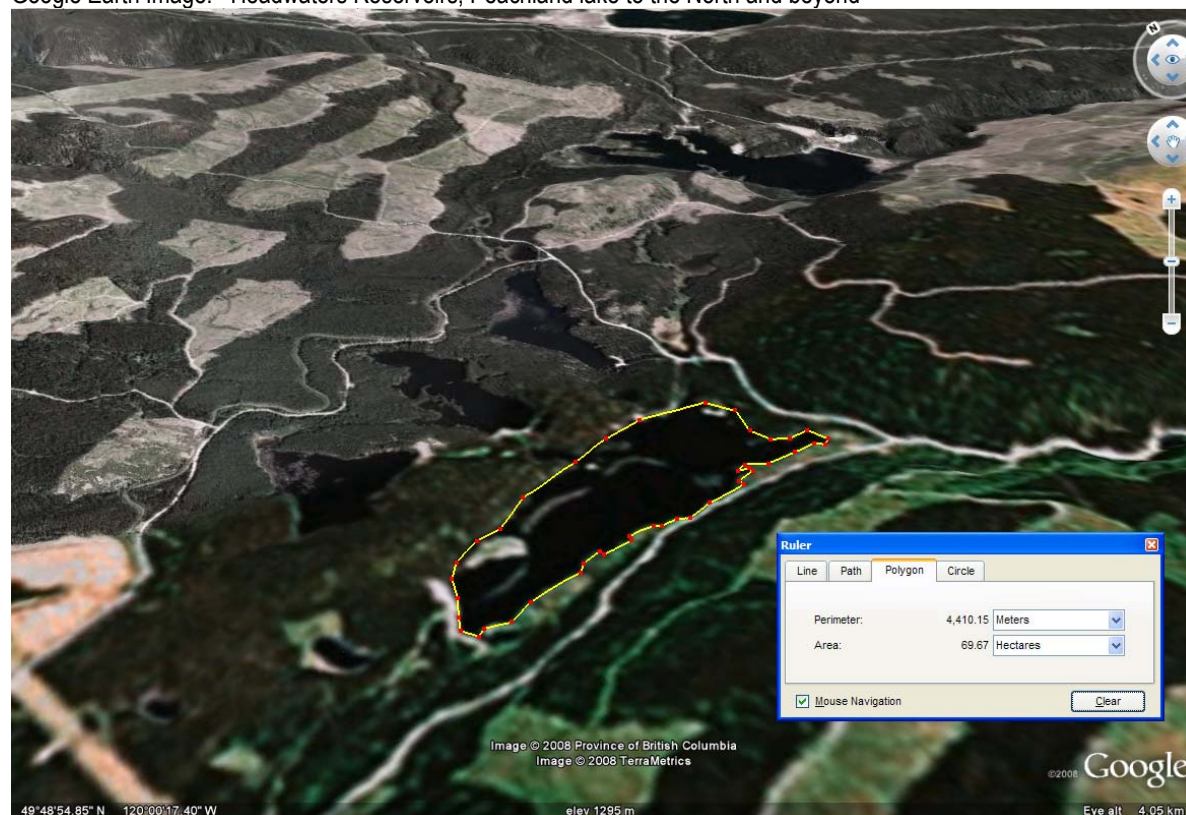 Google Earth Image: Headwaters Reservoirs, Peachland lake to the North and beyond
N
Ruler
Line Path Polygon Circle
Perimeter: 4,410.15 Meters
Area: 69.67 Hectares
Mouse Navigation Clear
Image © 2008 Province of British Columbia
Image © 2008 TerraMetrics
©2008 Google
49°48'54.85" N 120°00'17.40" W elev 1295 m Eye alt 4.05 km